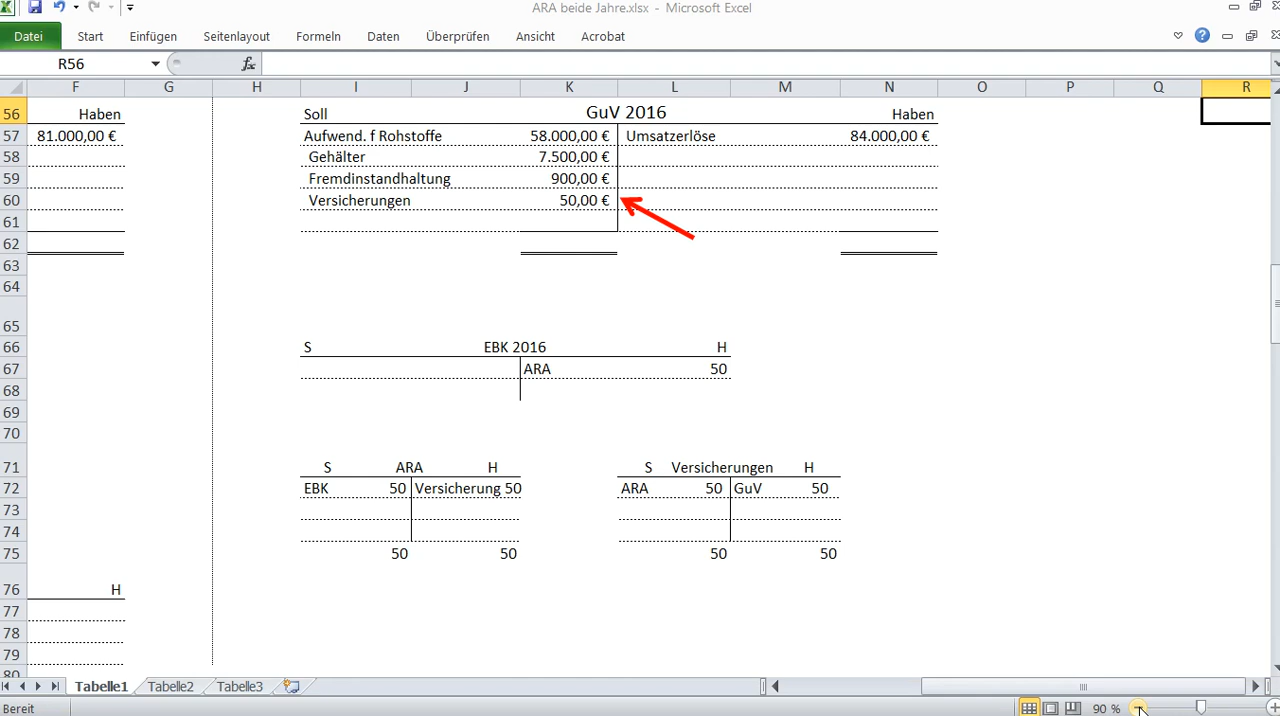 ARA beide Jahre.xlsx - Microsoft Excel
Datei Start Einfügen Seitenlayout Formeln Daten Überprüfen Ansicht Acrobat
R56 fx
F G H I J K L M N O P Q R
56 Haben Soll GuV 2016 Haben
57 81.000,00 € Aufwend. f Rohstoffe 58.000,00 € Umsatzerlöse 84.000,00 €
58 Gehälter 7.500,00 €
59 Fremdinstandhaltung 900,00 €
60 Versicherungen 50,00 €
61
62
63
64
65
66 S EBK 2016 H
67 ARA 50
68
69
70
71 S ARA H S Versicherungen H
72 EBK 50 Versicherung 50 ARA 50 GuV 50
73
74
75 50 50 50 50
76 H
77
78
79
80
Tabelle1 Tabelle2 Tabelle3
Bereit 90 %